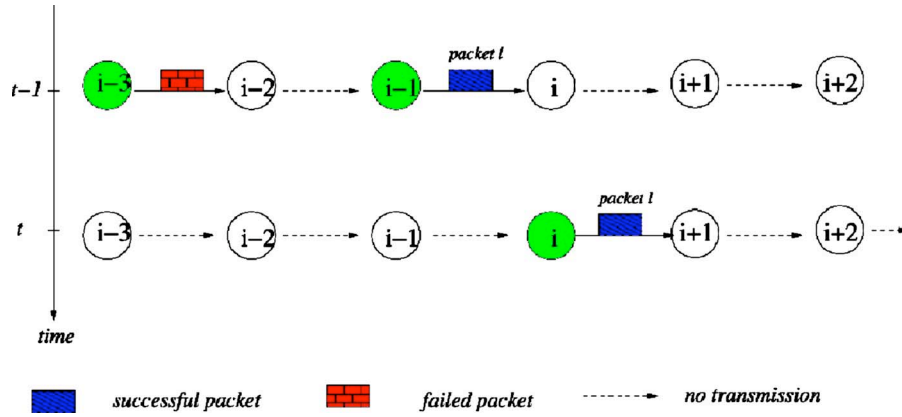 packet l
t−1 i−3 i−2 i−1 i i+1 i+2
packet l
t i−3 i−2 i−1 i i+1 i+2
time
successful packet failed packet no transmission